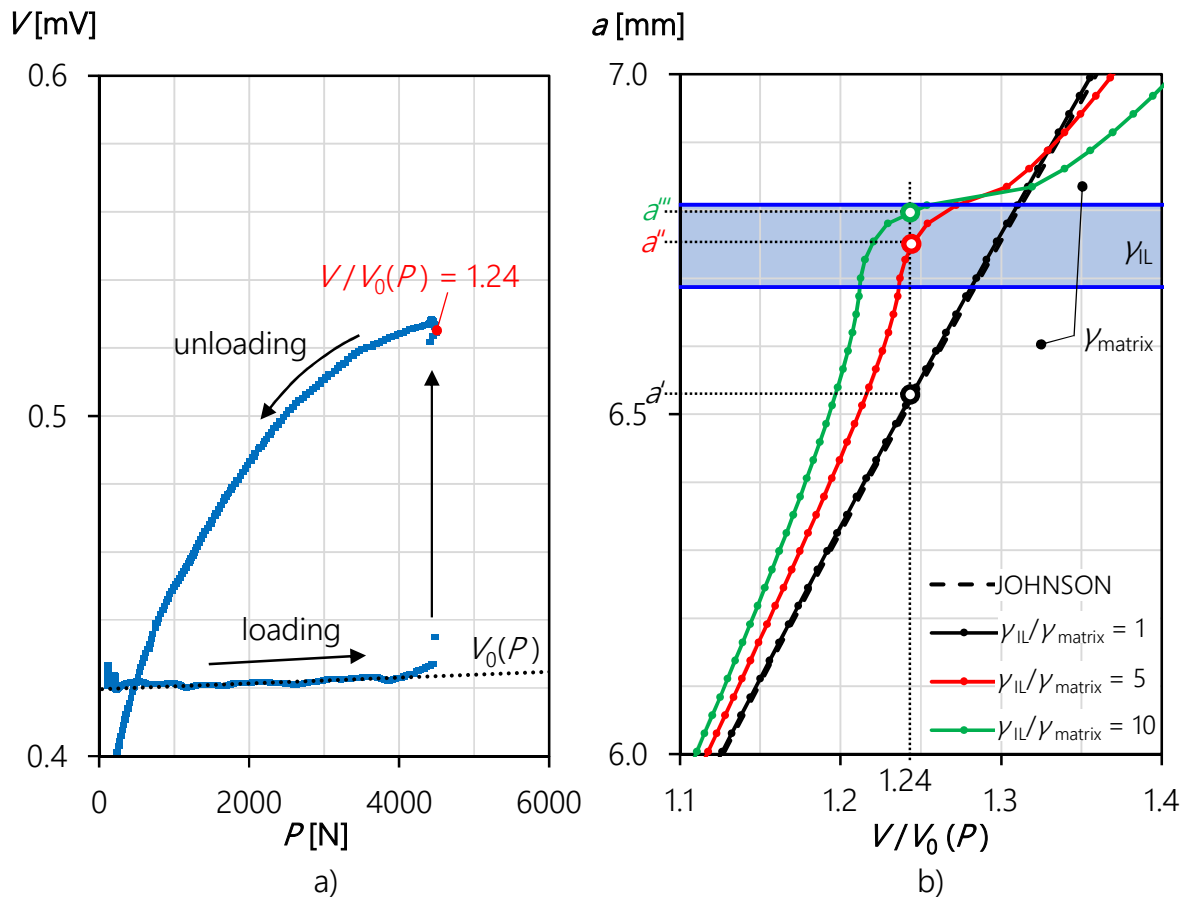 V [mV]
0.6
0.5
0.4
V/V₀(P) = 1.24
unloading
loading
V₀(P)
0
2000
4000
6000
P [N]
a)
a [mm]
7.0
6.5
6.0
a'''
a''
a'
γIL
γmatrix
JOHNSON
γIL/γmatrix = 1
γIL/γmatrix = 5
γIL/γmatrix = 10
1.1
1.2
1.24
1.3
1.4
V/V₀ (P)
b)